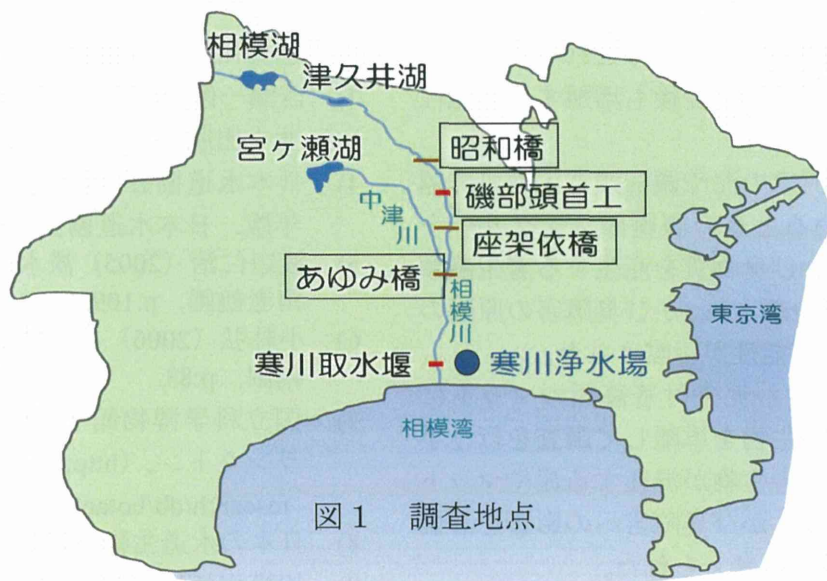 相模湖
津久井湖
宮ヶ瀬湖
昭和橋
中津川
磯部頭首工
座架依橋
あゆみ橋
相模川
東京湾
寒川取水堰
寒川浄水場
相模湾
図1 調査地点